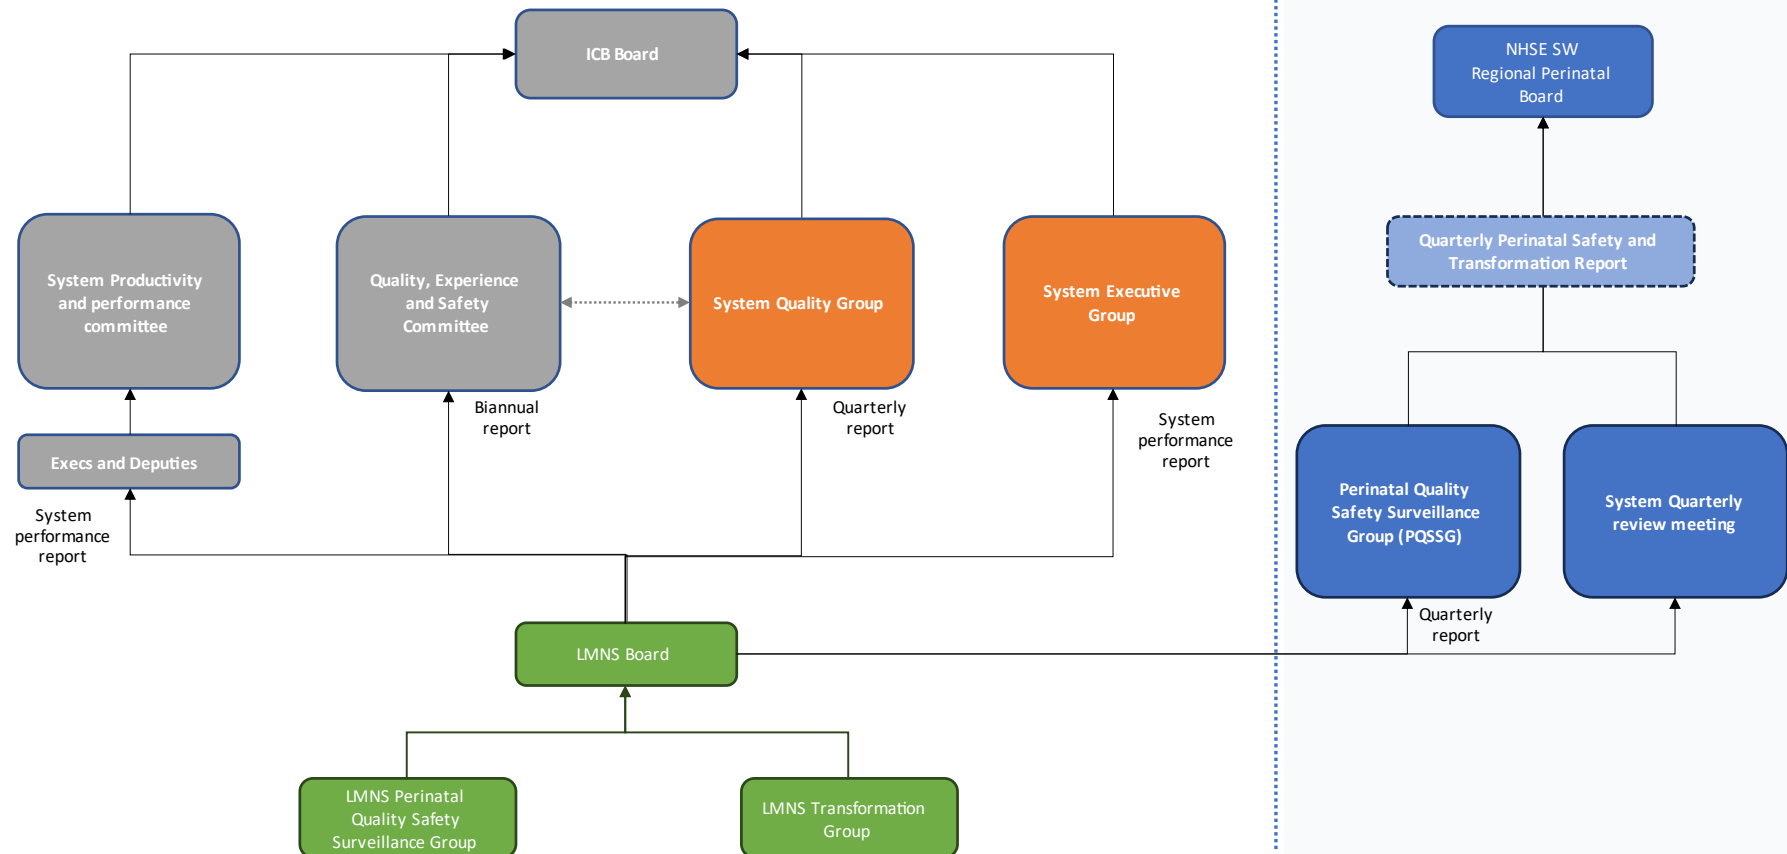 ICB Board
NHSE SW
Regional Perinatal
Board
System Productivity
and performance
committee
Quality, Experience
and Safety
Committee
System Quality Group
System Executive
Group
Quarterly Perinatal Safety and
Transformation Report
Biannual
report
Quarterly
report
System
performance
report
Execs and Deputies
System
performance
report
Perinatal Quality
Safety Surveillance
Group (PQSSG)
System Quarterly
review meeting
Quarterly
report
LMNS Board
LMNS Perinatal
Quality Safety
Surveillance Group
LMNS Transformation
Group